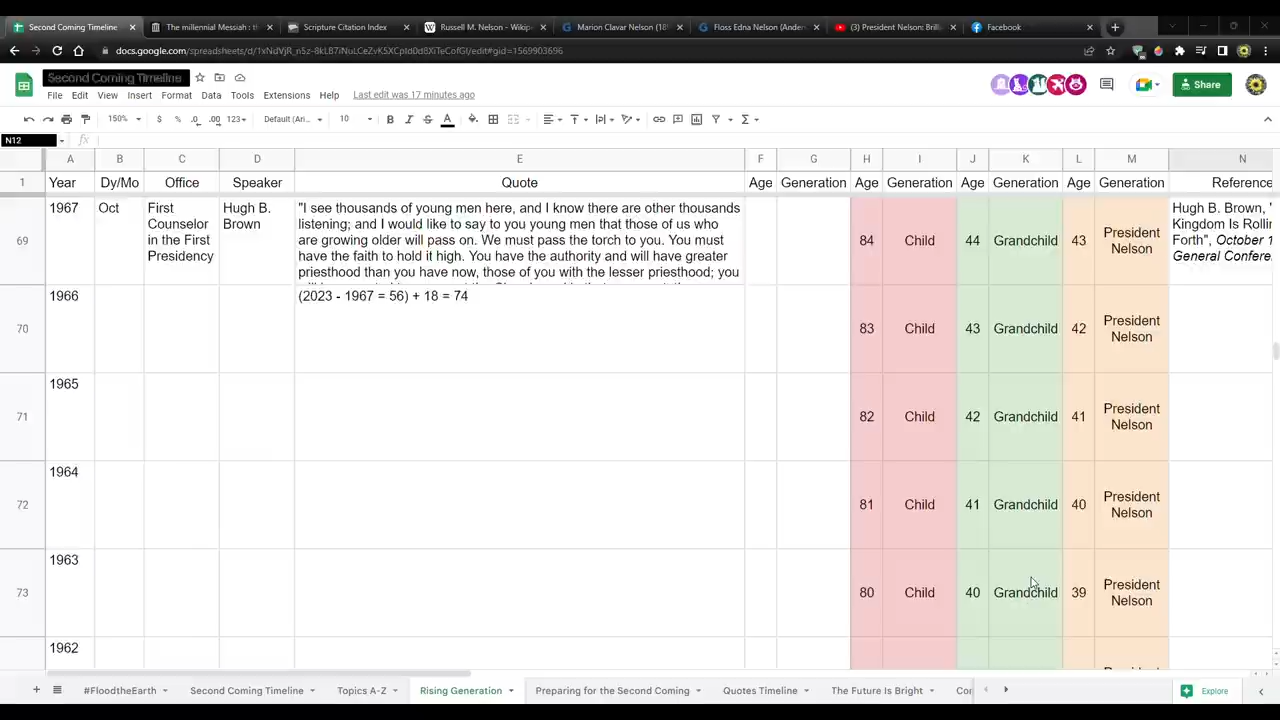 Second Coming Timeline
The millennial Messiah : th
Scripture Citation Index
Russell M. Nelson - Wikip
Marion Clavar Nelson (18
Floss Edna Nelson (Ander
(3) President Nelson: Brilli
Facebook
Second Coming Timeline
File Edit View Insert Format Data Tools Extensions Help Last edit was 17 minutes ago
Share
150% $ % .0 .00 123 Default (Ari... 10 B I S A
N12 fx
A B C D E F G H I J K L M N
1 Year Dy/Mo Office Speaker Quote Age Generation Age Generation Age Generation Age Generation Reference
69 1967 Oct
First
Counselor
in the First
Presidency
Hugh B.
Brown
"I see thousands of young men here, and I know there are other thousands
listening; and I would like to say to you young men that those of us who
are growing older will pass on. We must pass the torch to you. You must
have the faith to hold it high. You have the authority and will have greater
priesthood than you have now, those of you with the lesser priesthood; you
84 Child 44 Grandchild 43 President
Nelson
Hugh B. Brown, "
Kingdom Is Rollin
Forth", October 1
General Confere
70 1966 (2023 - 1967 = 56) + 18 = 74
83 Child 43 Grandchild 42 President
Nelson
71 1965
82 Child 42 Grandchild 41 President
Nelson
72 1964
81 Child 41 Grandchild 40 President
Nelson
73 1963
80 Child 40 Grandchild 39 President
Nelson
1962
#FloodtheEarth Second Coming Timeline Topics A-Z Rising Generation Preparing for the Second Coming Quotes Timeline The Future Is Bright Co
Explore